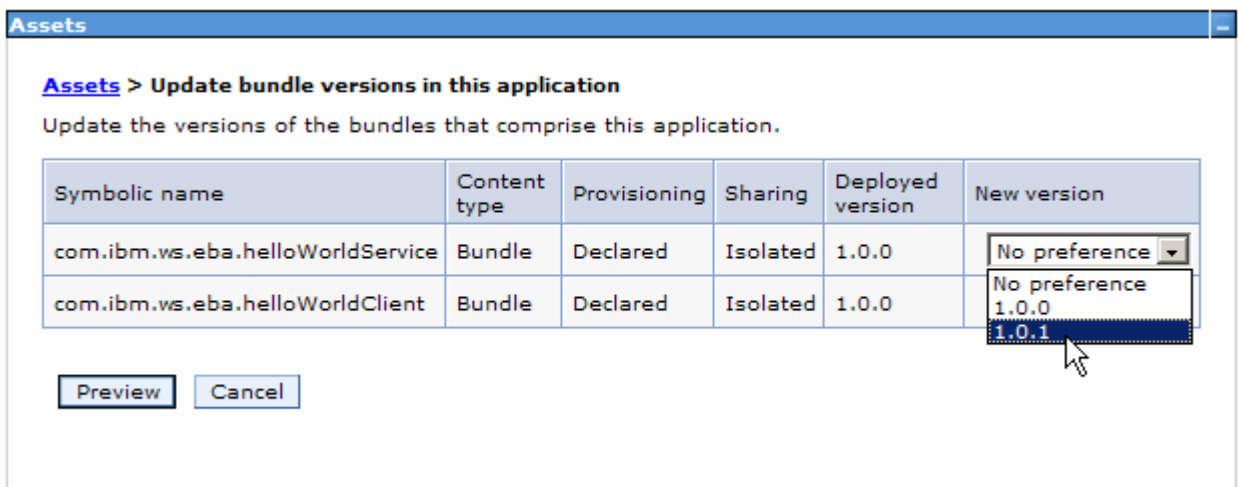 Assets
Assets > Update bundle versions in this application
Update the versions of the bundles that comprise this application.
Symbolic name Content type Provisioning Sharing Deployed version New version
com.ibm.ws.eba.helloWorldService Bundle Declared Isolated 1.0.0 No preference
com.ibm.ws.eba.helloWorldClient Bundle Declared Isolated 1.0.0
No preference
1.0.0
1.0.1
Preview Cancel